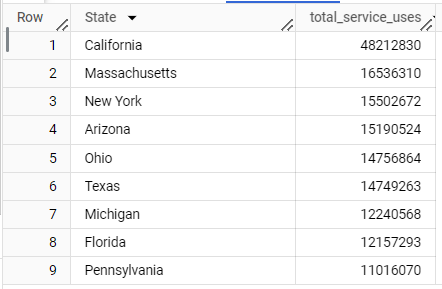 Row State total_service_uses
1 California 48212830
2 Massachusetts 16536310
3 New York 15502672
4 Arizona 15190524
5 Ohio 14756864
6 Texas 14749263
7 Michigan 12240568
8 Florida 12157293
9 Pennsylvania 11016070